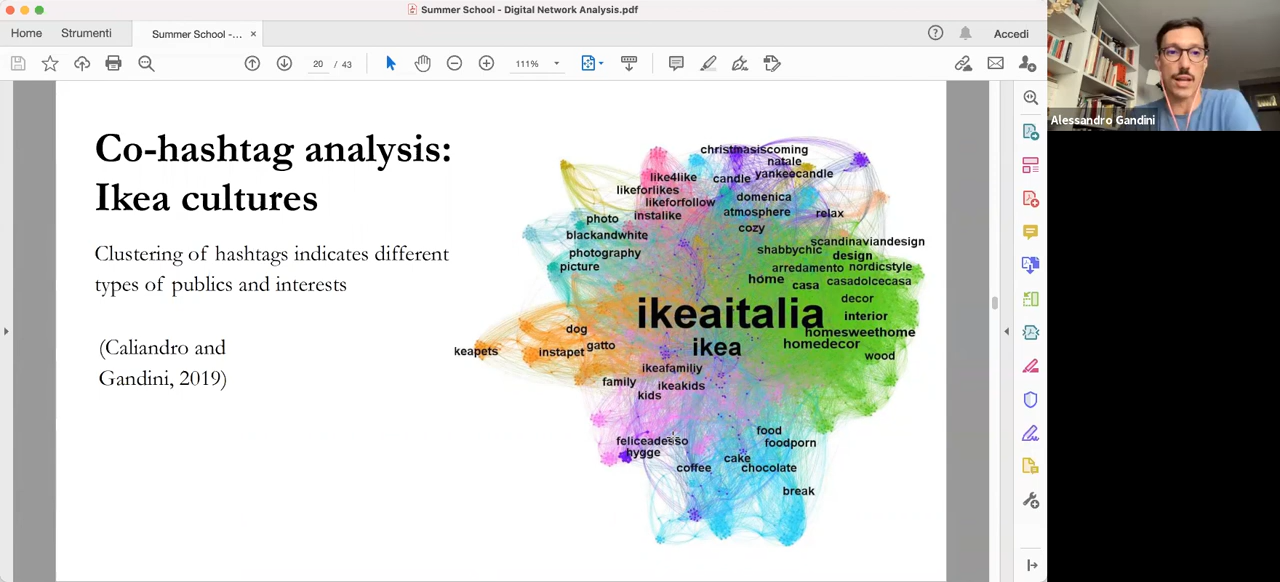 Summer School - Digital Network Analysis.pdf
Home
Strumenti
Summer School -... ×
Accedi
20 / 43
111%
Alessandro Gandini
Co-hashtag analysis:
Ikea cultures
Clustering of hashtags indicates different
types of publics and interests
(Caliandro and
Gandini, 2019)
christmasiscoming
natale
like4like
candle
yankeecandle
likeforlikes
domenica
likeforfollow
atmosphere
relax
instalike
photo
cozy
blackandwhite
scandinaviandesign
shabbychic
design
photography
arredamento
nordicstyle
picture
home
casa
casadolcecasa
decor
ikeaitalia
interior
dog
homesweethome
gatto
ikea
homedecor
keapets
instapet
wood
ikeafamiliy
family
ikeakids
kids
food
feliceadesso
foodporn
hygge
cake
coffee
chocolate
break